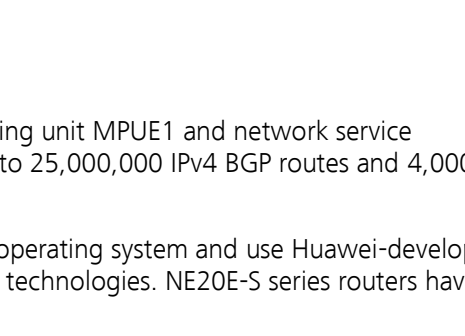 ing unit MPUE1 and network service
to 25,000,000 IPv4 BGP routes and 4,000
operating system and use Huawei-develop
technologies. NE20E-S series routers hav